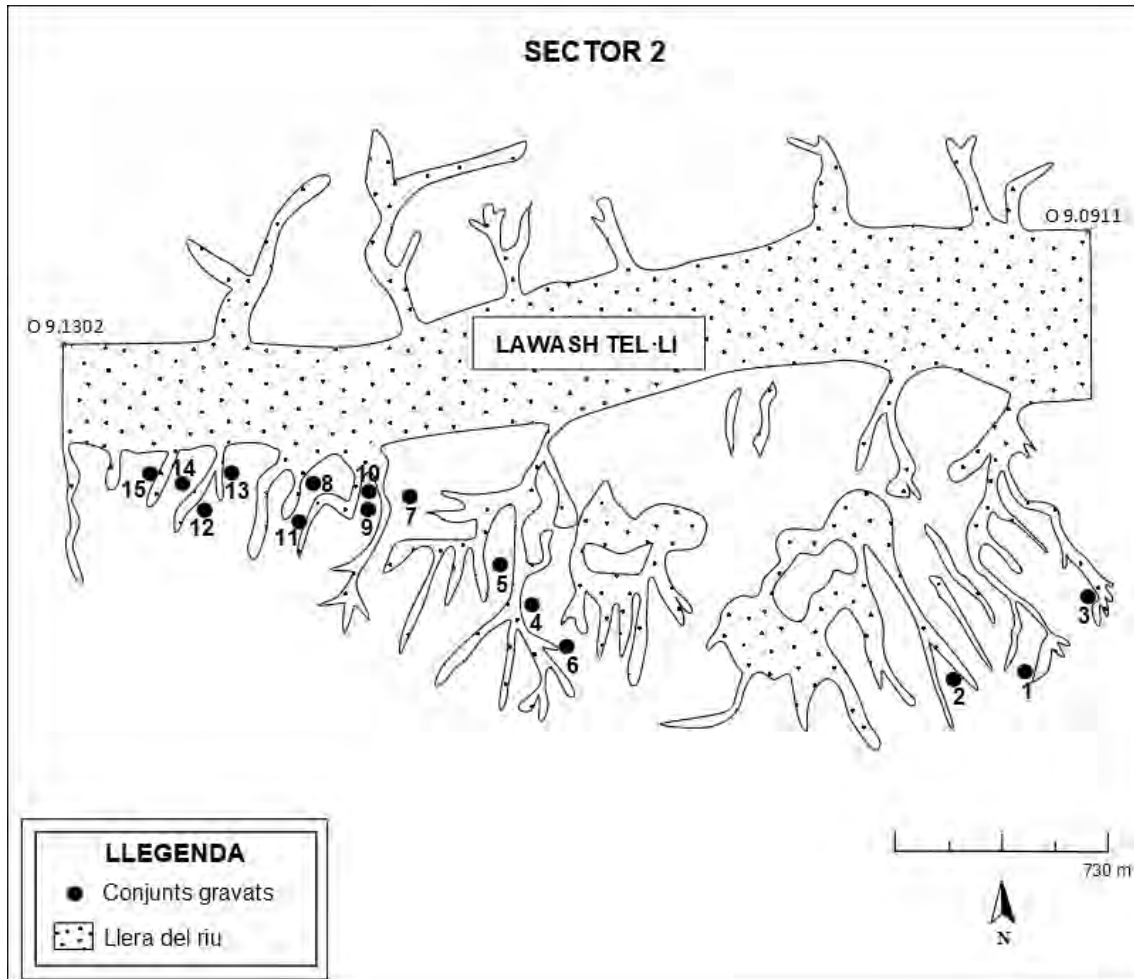 SECTOR 2
O 9.0911
O 9.1302
LAWASH TEL·LI
10
15
14
13
8
7
12
11
9
5
4
3
6
2
1
LLEGENDA
Conjunts gravats
Llera del riu
730 m
N